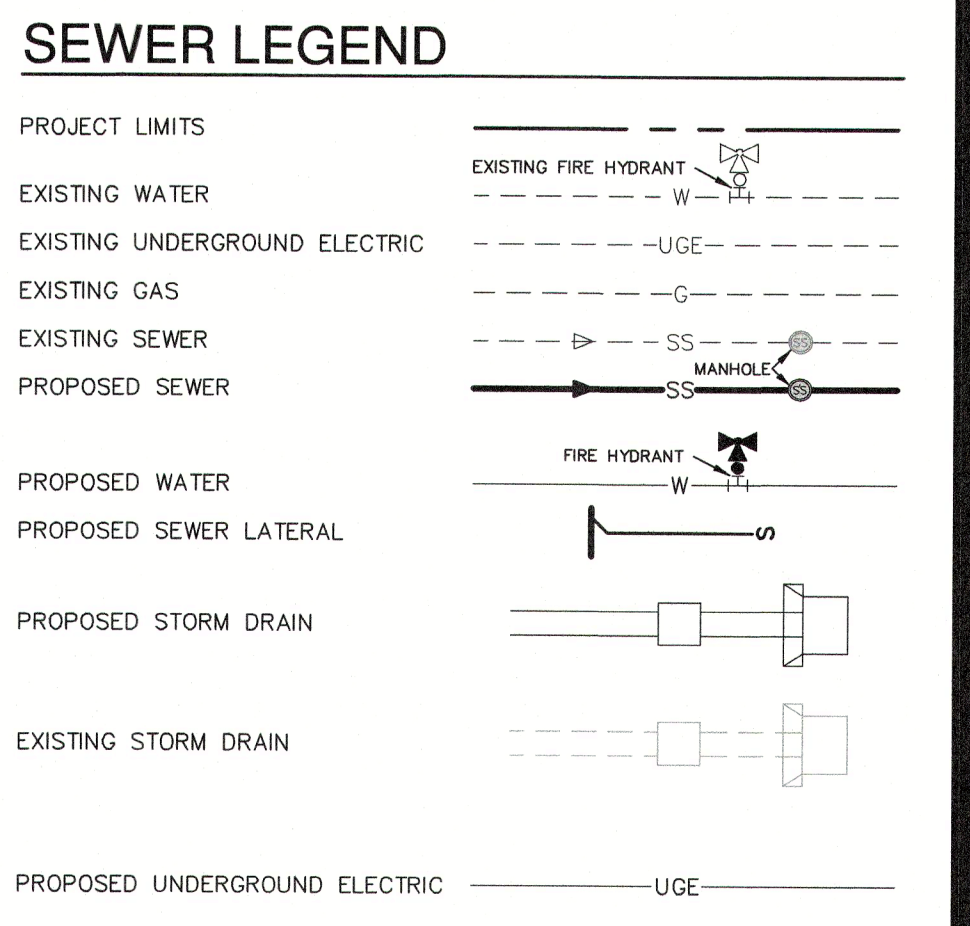 SEWER LEGEND
PROJECT LIMITS
EXISTING FIRE HYDRANT
EXISTING WATER W
EXISTING UNDERGROUND ELECTRIC UGE
EXISTING GAS G
EXISTING SEWER SS SS
MANHOLE
PROPOSED SEWER SS SS
FIRE HYDRANT
PROPOSED WATER W
PROPOSED SEWER LATERAL S
PROPOSED STORM DRAIN
EXISTING STORM DRAIN
PROPOSED UNDERGROUND ELECTRIC UGE